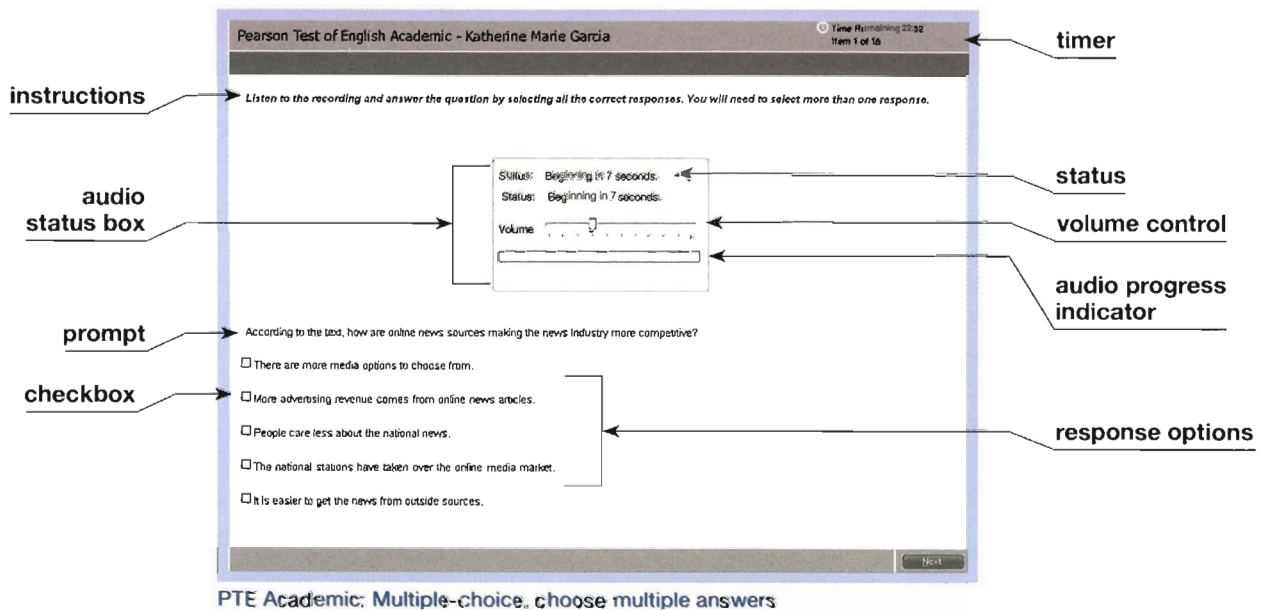 Pearson Test of English Academic - Katherine Marie Garcia
Time Remaining 22:52
Item 1 of 16
timer
instructions
Listen to the recording and answer the question by selecting all the correct responses. You will need to select more than one response.
audio
status box
Status: Beginning in 7 seconds.
status
Status: Beginning in 7 seconds.
Volume
volume control
audio progress
indicator
prompt
According to the text, how are online news sources making the news industry more competitive?
There are more media options to choose from.
checkbox
More advertising revenue comes from online news articles.
People care less about the national news.
response options
The national stations have taken over the online media market.
It is easier to get the news from outside sources.
Next
PTE Academic: Multiple-choice, choose multiple answers